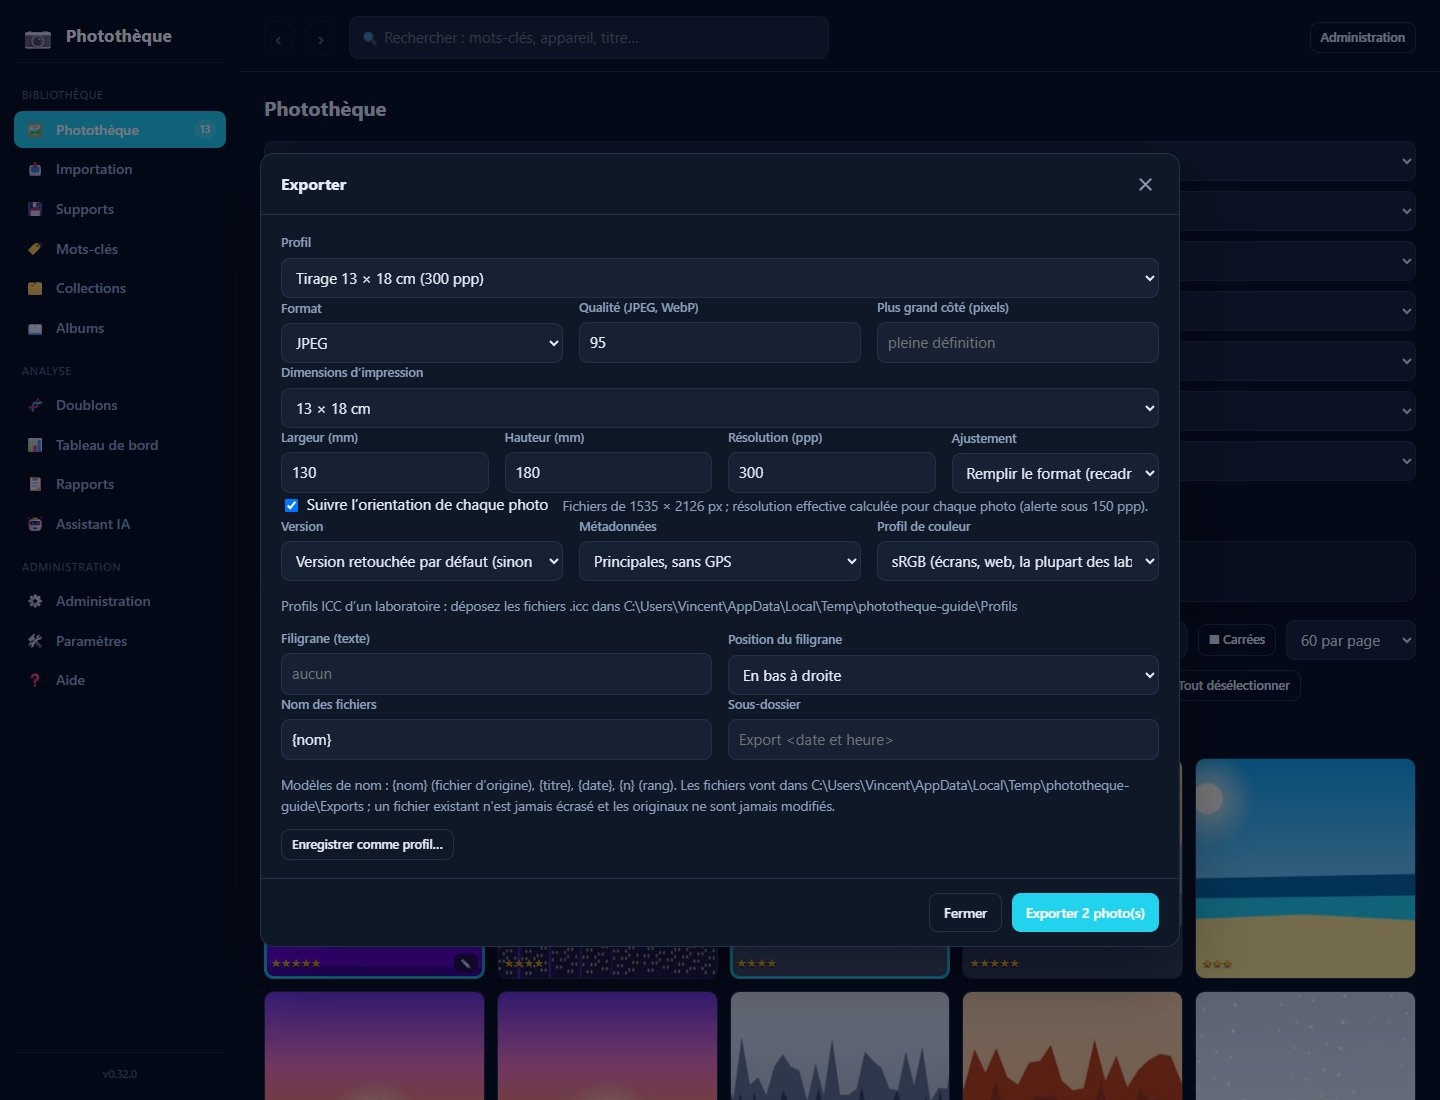 Photothèque
Rechercher : mots-clés, appareil, titre...
Administration
BIBLIOTHÈQUE
Photothèque 13
Importation
Supports
Mots-clés
Collections
Albums
ANALYSE
Doublons
Tableau de bord
Rapports
Assistant IA
ADMINISTRATION
Administration
Paramètres
Aide
v0.32.0
Photothèque
Exporter
Profil
Tirage 13 × 18 cm (300 ppp)
Format
Qualité (JPEG, WebP)
Plus grand côté (pixels)
JPEG
95
pleine définition
Dimensions d’impression
13 × 18 cm
Largeur (mm)
Hauteur (mm)
Résolution (ppp)
Ajustement
130
180
300
Remplir le format (recadr
Suivre l’orientation de chaque photo
Fichiers de 1535 × 2126 px ; résolution effective calculée pour chaque photo (alerte sous 150 ppp).
Version
Métadonnées
Profil de couleur
Version retouchée par défaut (sinon
Principales, sans GPS
sRGB (écrans, web, la plupart des lab
Profils ICC d’un laboratoire : déposez les fichiers .icc dans C:\Users\Vincent\AppData\Local\Temp\phototheque-guide\Profils
Filigrane (texte)
Position du filigrane
aucun
En bas à droite
Nom des fichiers
Sous-dossier
{nom}
Export <date et heure>
Modèles de nom : {nom} (fichier d’origine), {titre}, {date}, {n} (rang). Les fichiers vont dans C:\Users\Vincent\AppData\Local\Temp\phototheque-
guide\Exports ; un fichier existant n’est jamais écrasé et les originaux ne sont jamais modifiés.
Enregistrer comme profil...
Fermer
Exporter 2 photo(s)
Carrées
60 par page
Tout désélectionner